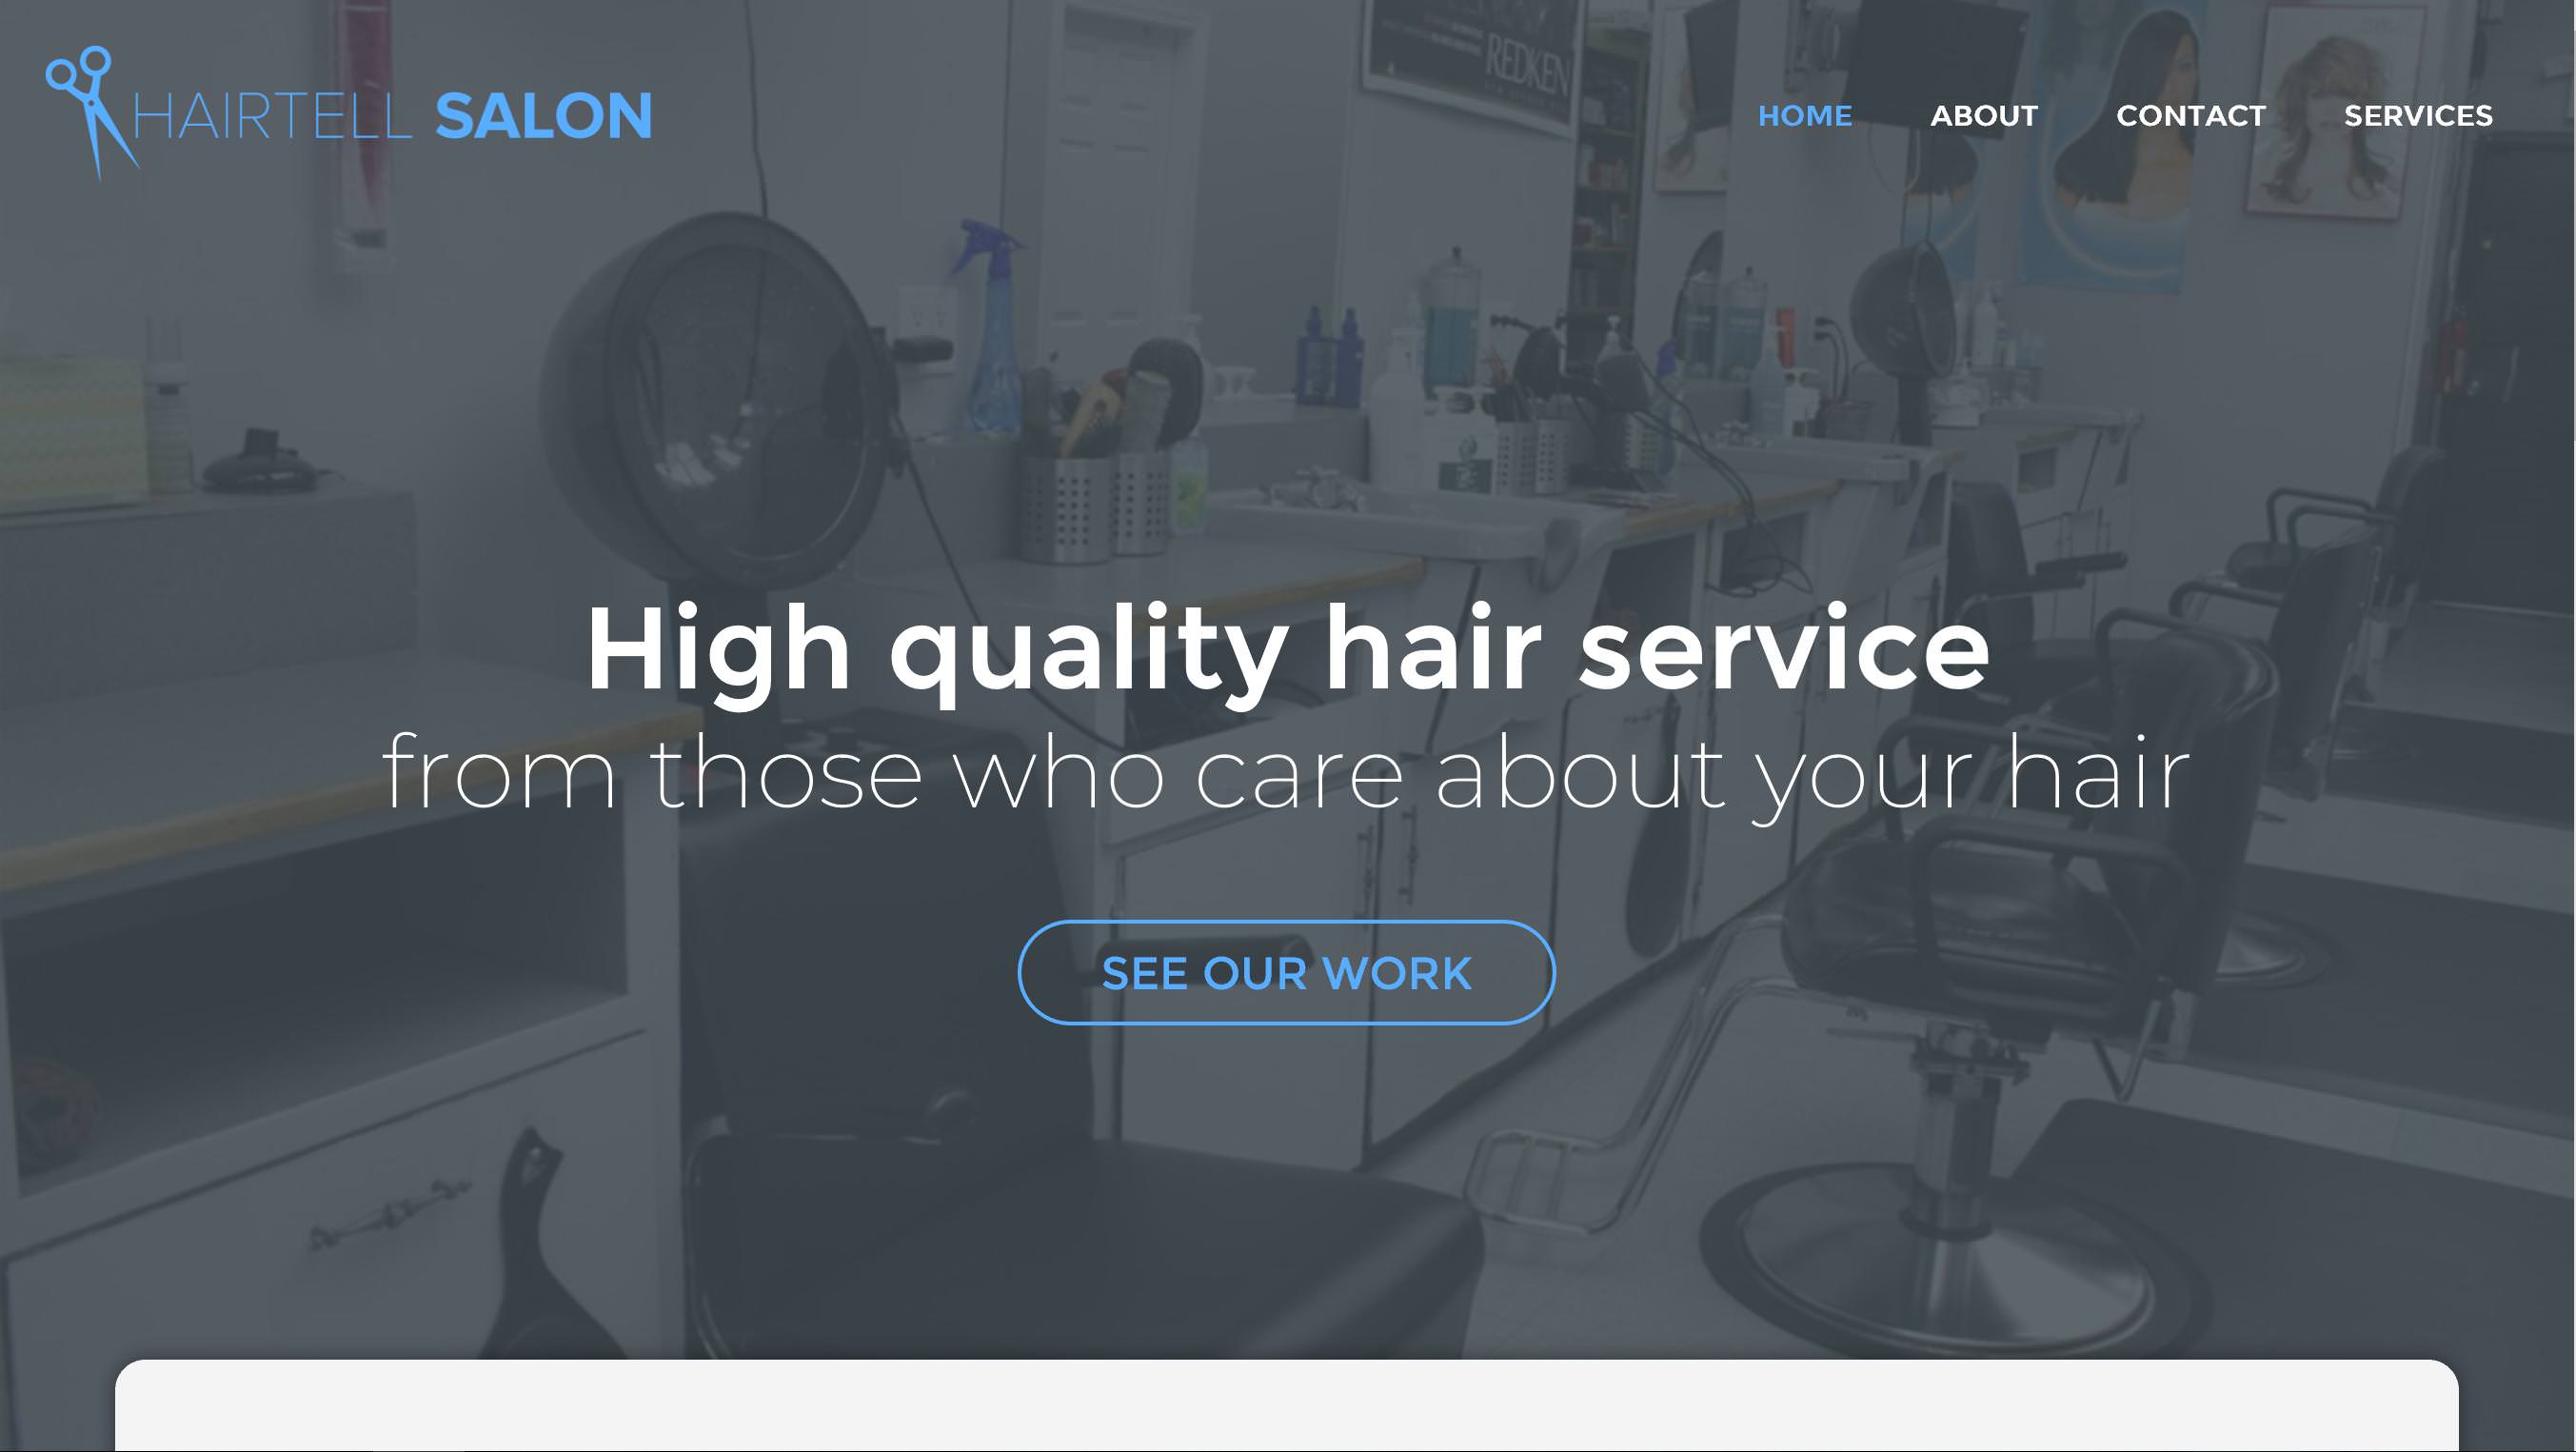 HAIRTELL SALON
HOME ABOUT CONTACT SERVICES
REDKEN
High quality hair service
from those who care about your hair
SEE OUR WORK